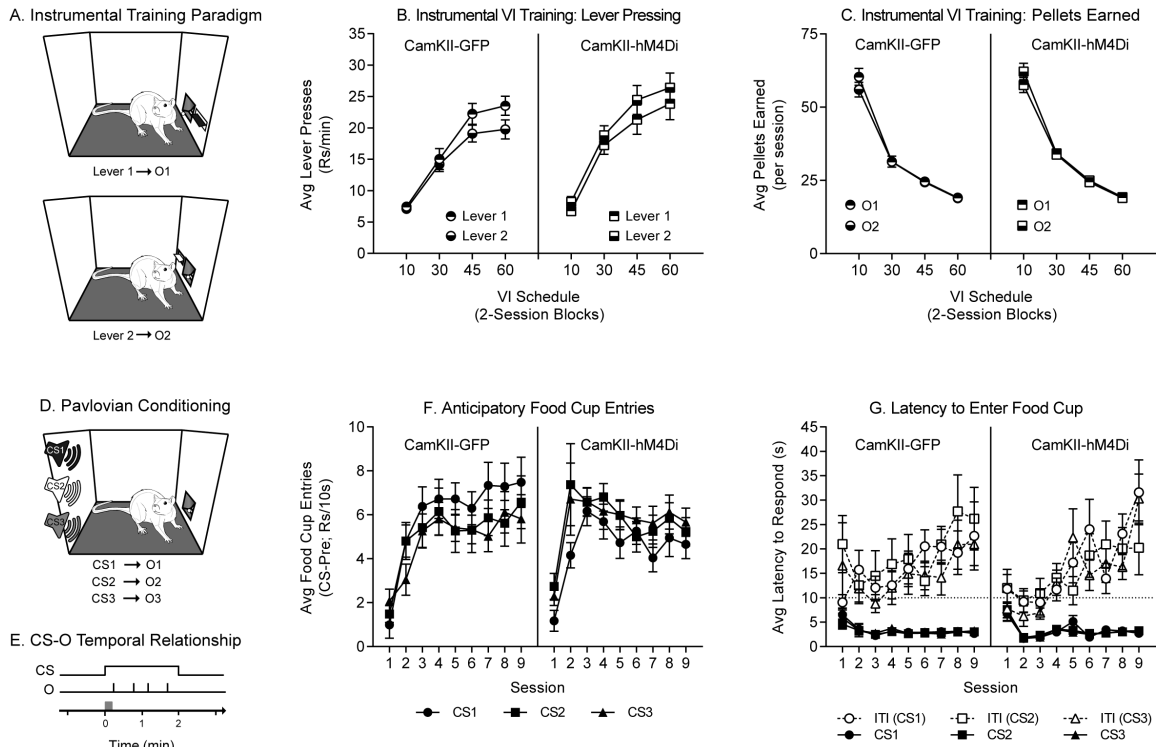 A. Instrumental Training Paradigm
Lever 1 → O1
Lever 2 → O2
B. Instrumental VI Training: Lever Pressing
CamKII-GFP
CamKII-hM4Di
Avg Lever Presses
(Rs/min)
35
30
25
20
15
10
5
0
Lever 1
Lever 2
Lever 1
Lever 2
10 30 45 60 10 30 45 60
VI Schedule
(2-Session Blocks)
C. Instrumental VI Training: Pellets Earned
CamKII-GFP
CamKII-hM4Di
Avg Pellets Earned
(per session)
75
50
25
0
O1
O2
O1
O2
10 30 45 60 10 30 45 60
VI Schedule
(2-Session Blocks)
D. Pavlovian Conditioning
CS1
CS2
CS3
CS1 → O1
CS2 → O2
CS3 → O3
E. CS-O Temporal Relationship
CS
O
0 1 2
Time (min)
F. Anticipatory Food Cup Entries
CamKII-GFP
CamKII-hM4Di
Avg Food Cup Entries
(CS-Pre; Rs/10s)
10
8
6
4
2
0
1 2 3 4 5 6 7 8 9 1 2 3 4 5 6 7 8 9
Session
CS1 CS2 CS3
G. Latency to Enter Food Cup
CamKII-GFP
CamKII-hM4Di
Avg Latency to Respond (s)
45
40
35
30
25
20
15
10
5
0
1 2 3 4 5 6 7 8 9 1 2 3 4 5 6 7 8 9
Session
ITI (CS1) ITI (CS2) ITI (CS3)
CS1 CS2 CS3